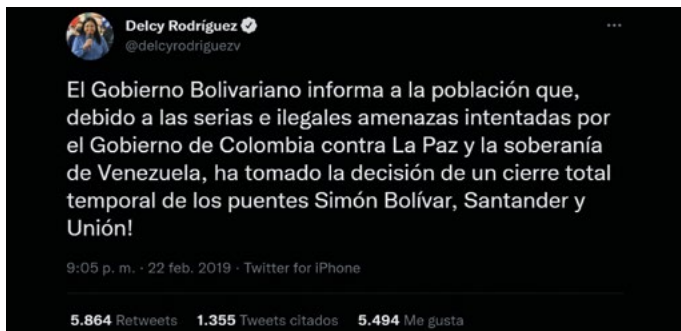 Delcy Rodríguez
@delcyrodriguezv
El Gobierno Bolivariano informa a la población que,
debido a las serias e ilegales amenazas intentadas por
el Gobierno de Colombia contra La Paz y la soberanía
de Venezuela, ha tomado la decisión de un cierre total
temporal de los puentes Simón Bolívar, Santander y
Unión!
9:05 p. m. · 22 feb. 2019 · Twitter for iPhone
5.864 Retweets 1.355 Tweets citados 5.494 Me gusta